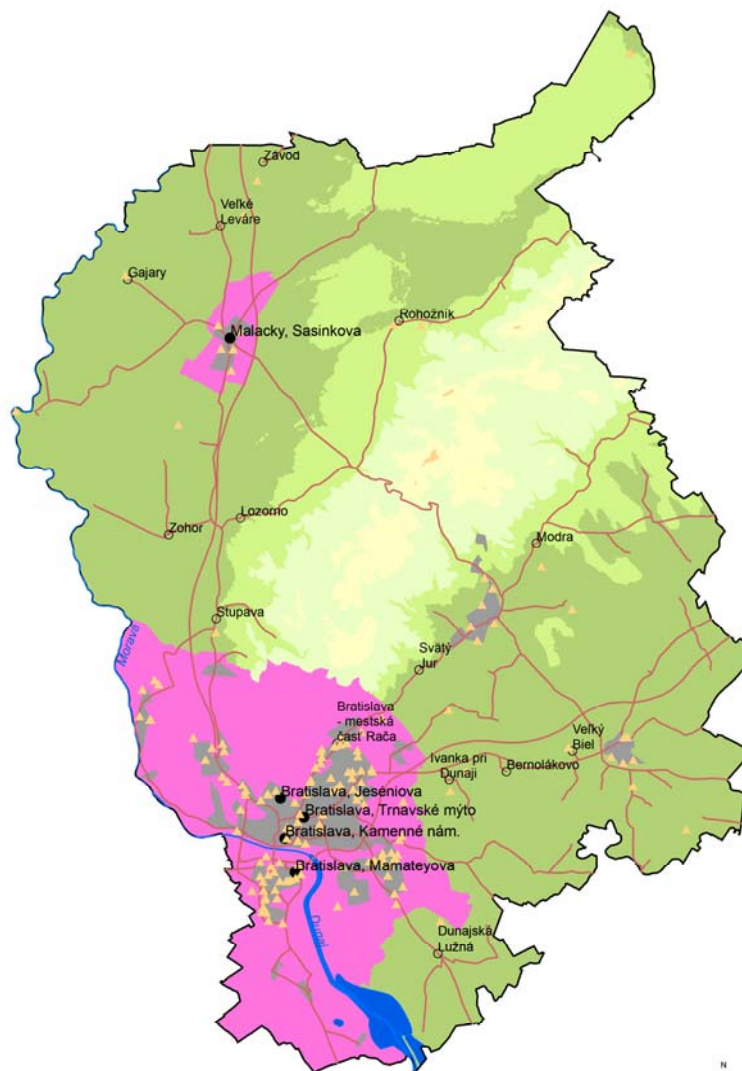 Závod
Veľké
Leváre
Gajary
Rohožník
Malacky, Sasinkova
Lozorno
Zohor
Modra
Stupava
Morava
Svätý
Jur
Bratislava
- mestská
časť Rača
Veľký
Biel
Ivanka pri
Dunaji
Bernolákovo
Bratislava, Jeséniova
Bratislava, Trnavské mýto
Bratislava, Kamenné nám.
Bratislava, Mamateyova
Dunaj
Dunajská
Lužná
N